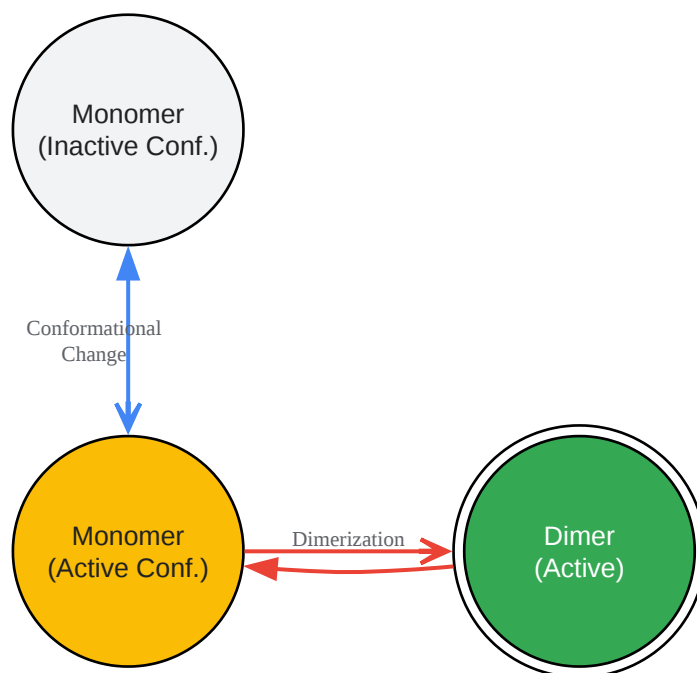 Monomer
(Inactive Conf.)
Conformational
Change
Monomer
(Active Conf.)
Dimerization
Dimer
(Active)